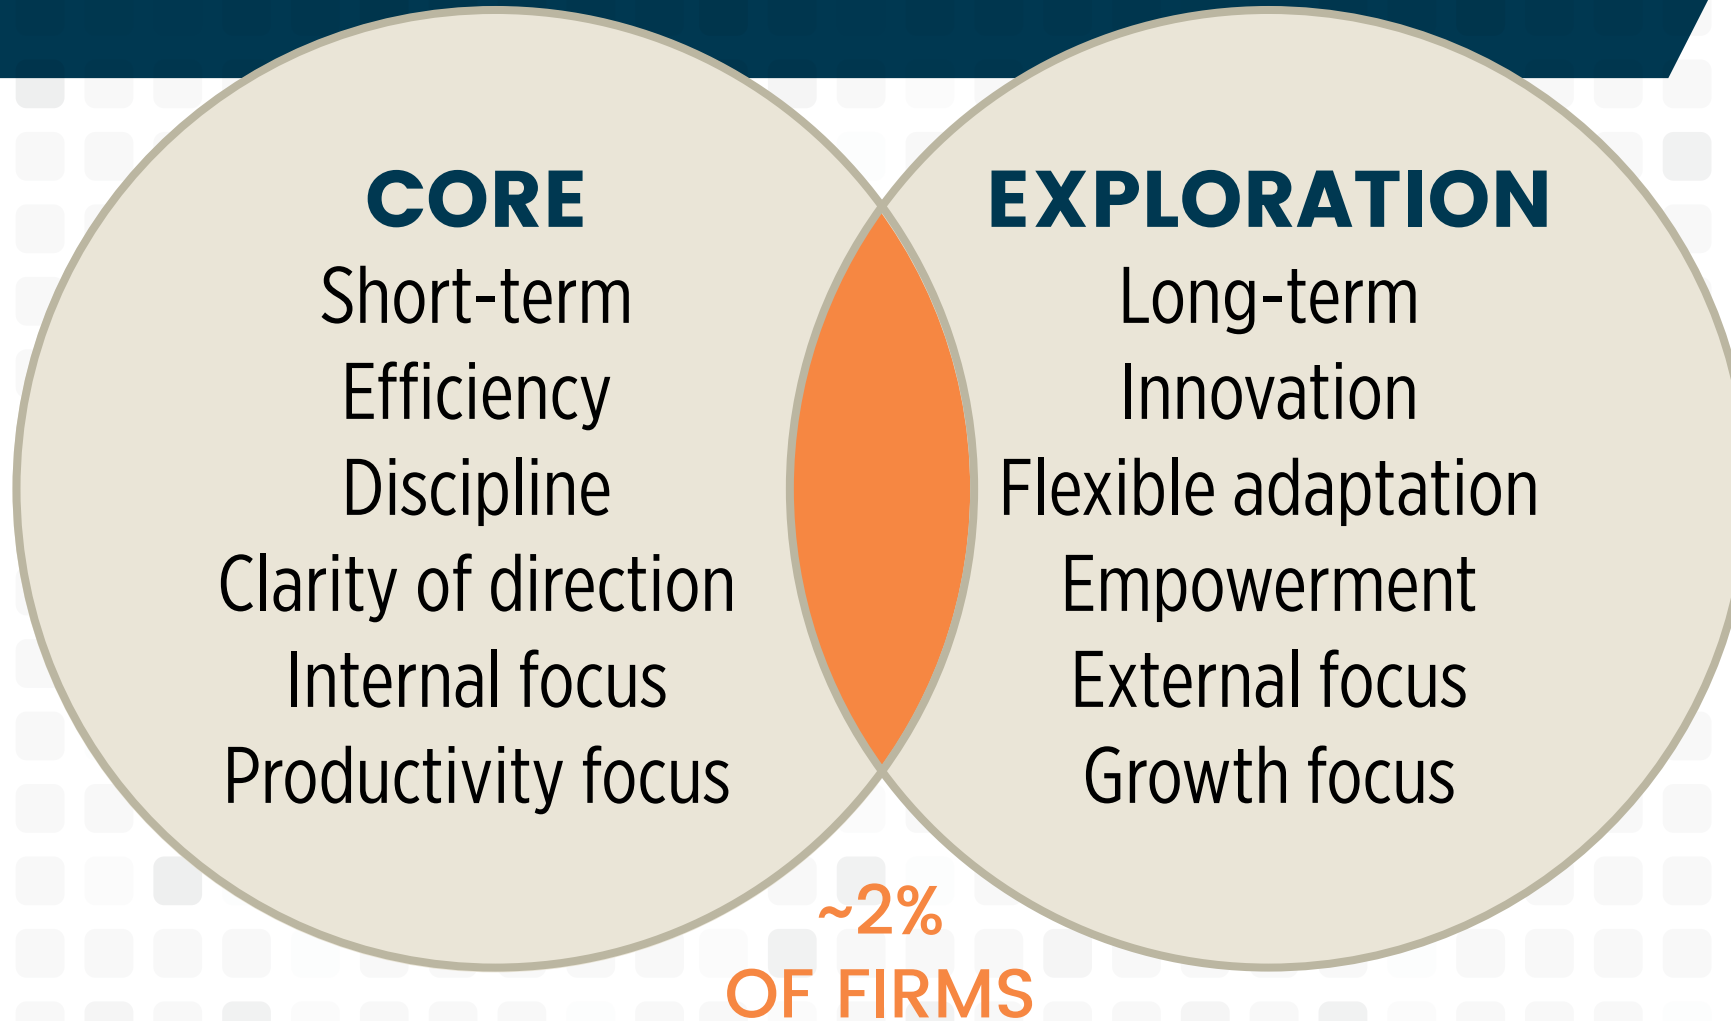 CORE
Short-term
Efficiency
Discipline
Clarity of direction
Internal focus
Productivity focus
EXPLORATION
Long-term
Innovation
Flexible adaptation
Empowerment
External focus
Growth focus
~2%
OF FIRMS